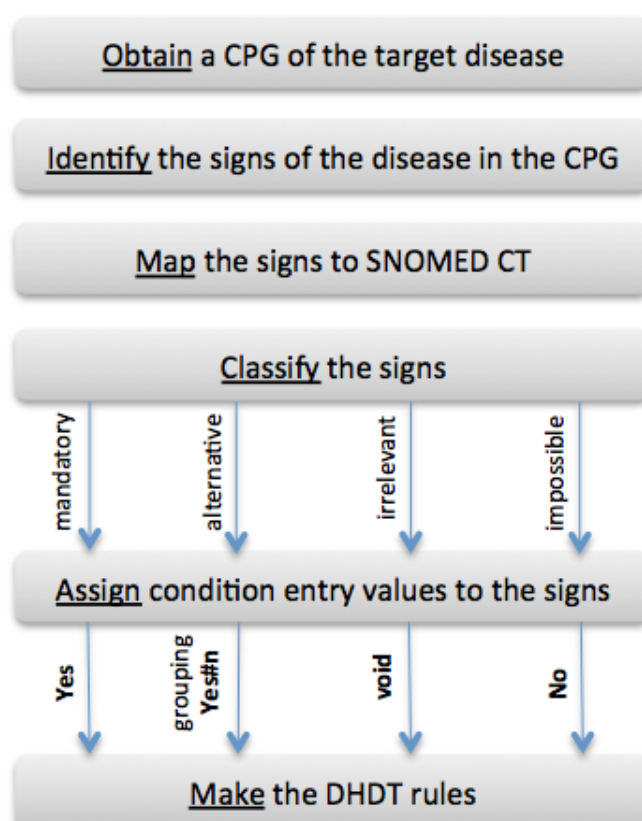 Obtain a CPG of the target disease
Identify the signs of the disease in the CPG
Map the signs to SNOMED CT
Classify the signs
mandatory
alternative
irrelevant
impossible
Assign condition entry values to the signs
Yes
grouping
Yes#n
void
No
Make the DHDT rules